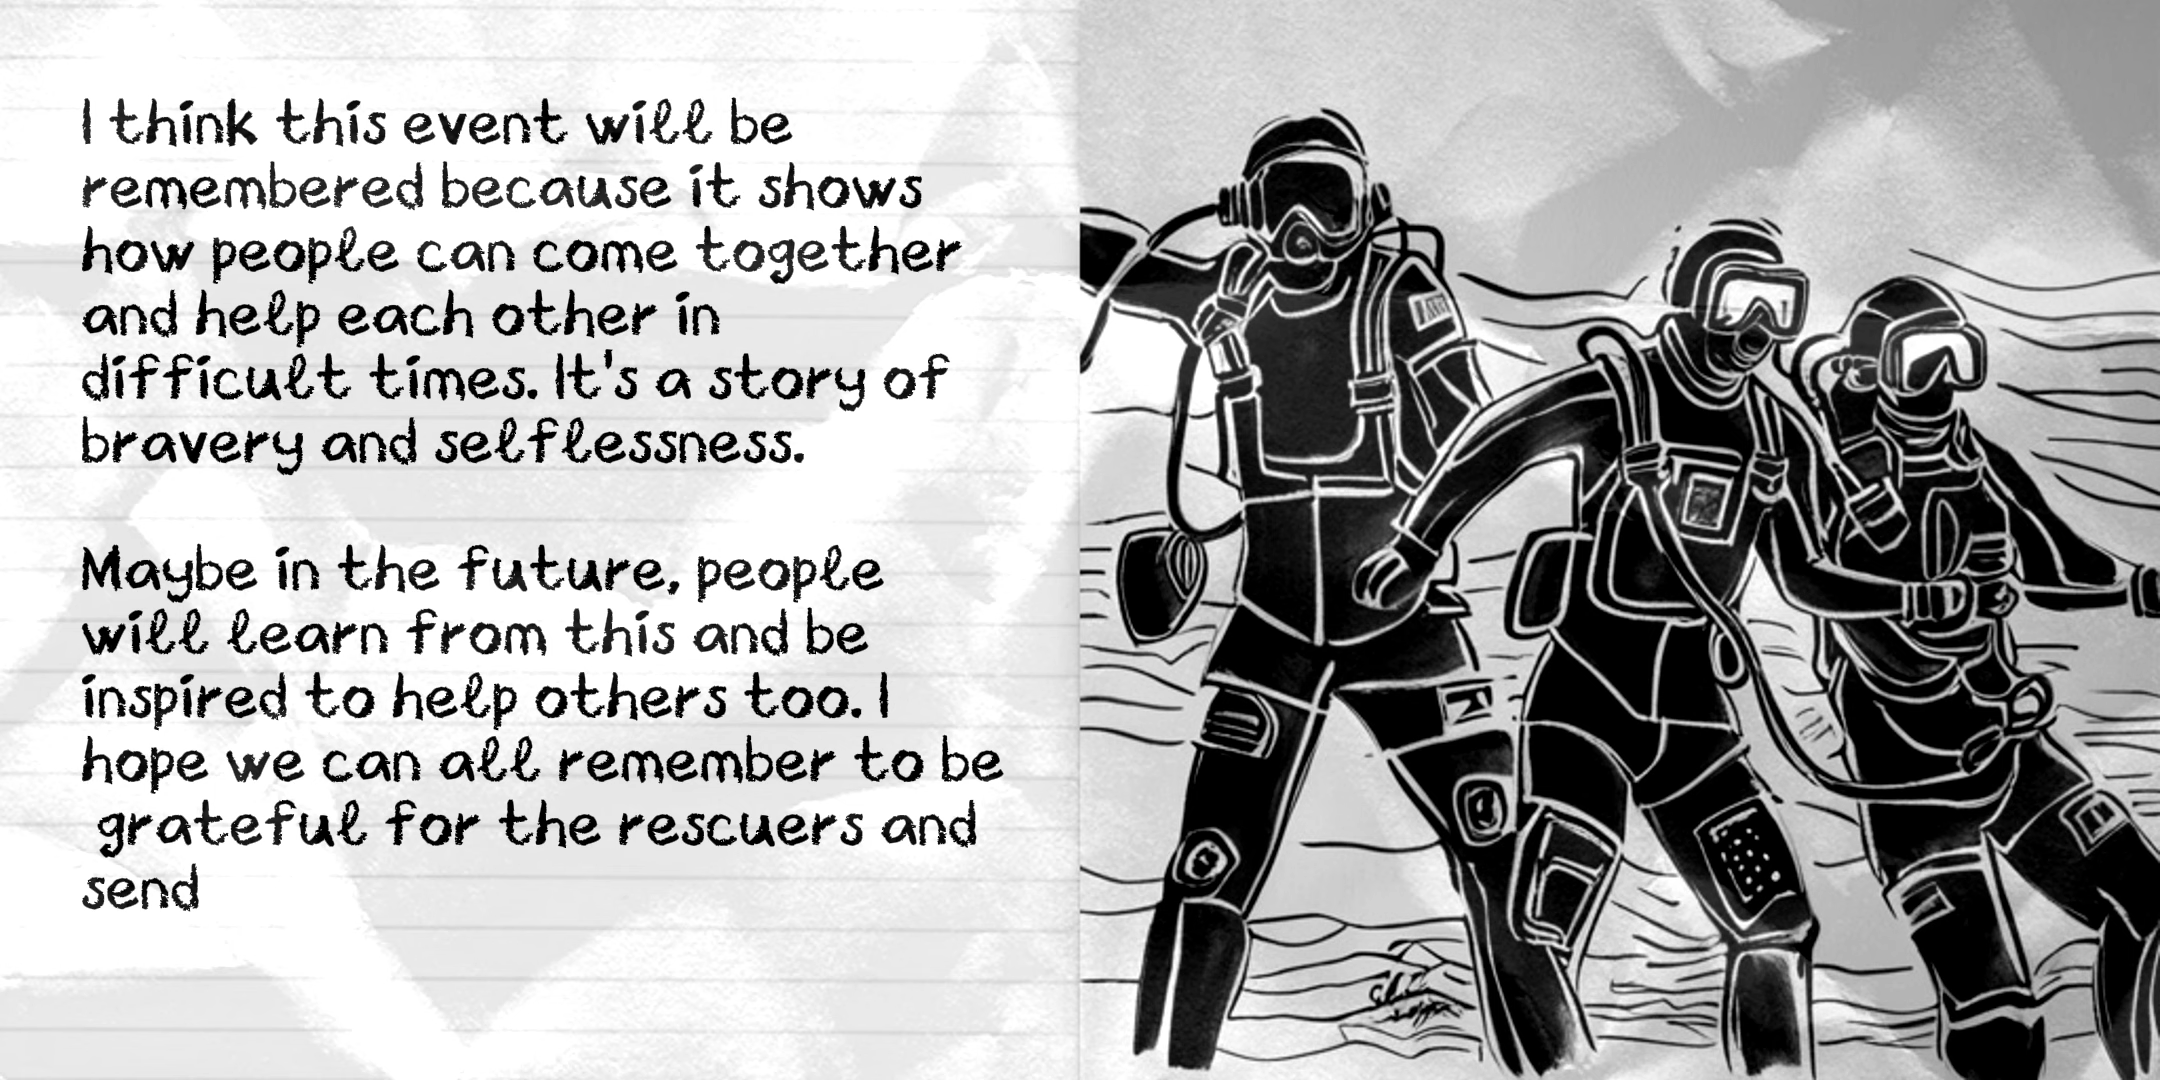 I think this event will be
remembered because it shows
how people can come together
and help each other in
difficult times. It's a story of
bravery and selflessness.
Maybe in the future, people
will learn from this and be
inspired to help others too. I
hope we can all remember to be
grateful for the rescuers and
send